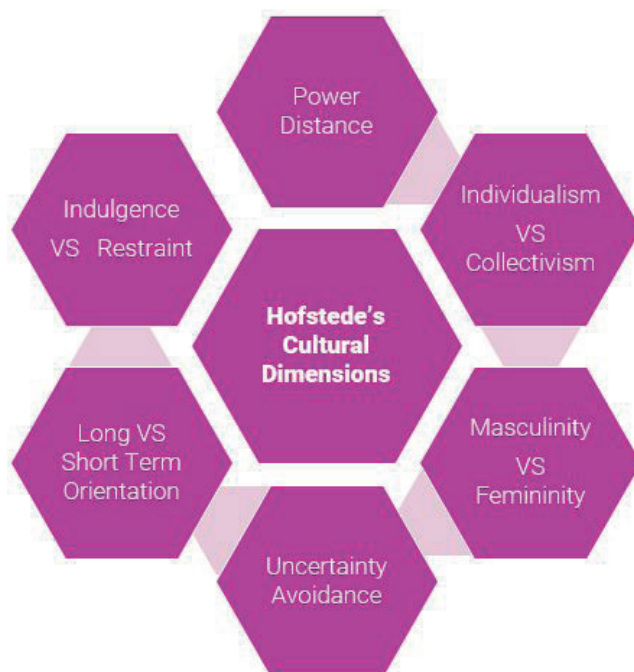 Power
Distance
Individualism
VS
Collectivism
Masculinity
VS
Femininity
Uncertainty
Avoidance
Long VS
Short Term
Orientation
Indulgence
VS Restraint
Hofstede's
Cultural
Dimensions